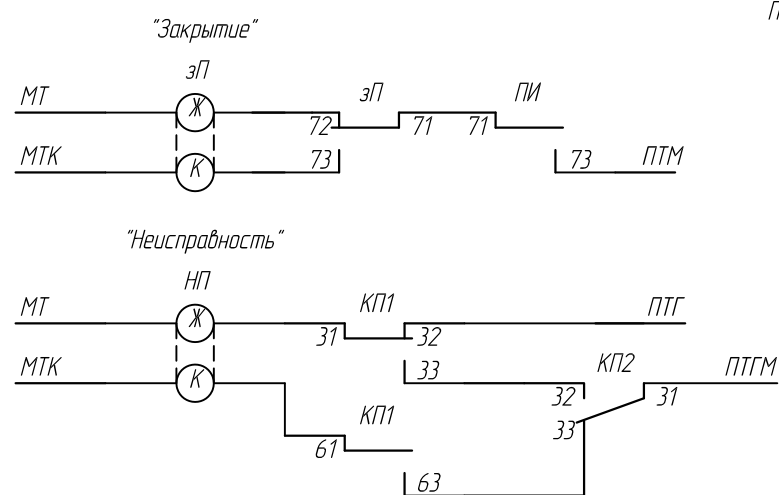 П
"Закрытие"
зП
МТ
Ж
зП
ПИ
72
71
71
МТК
К
73
73
ПТМ
"Неисправность"
НП
МТ
Ж
КП1
ПТГ
31
32
МТК
К
33
КП2
ПТГМ
32
31
КП1
33
61
63